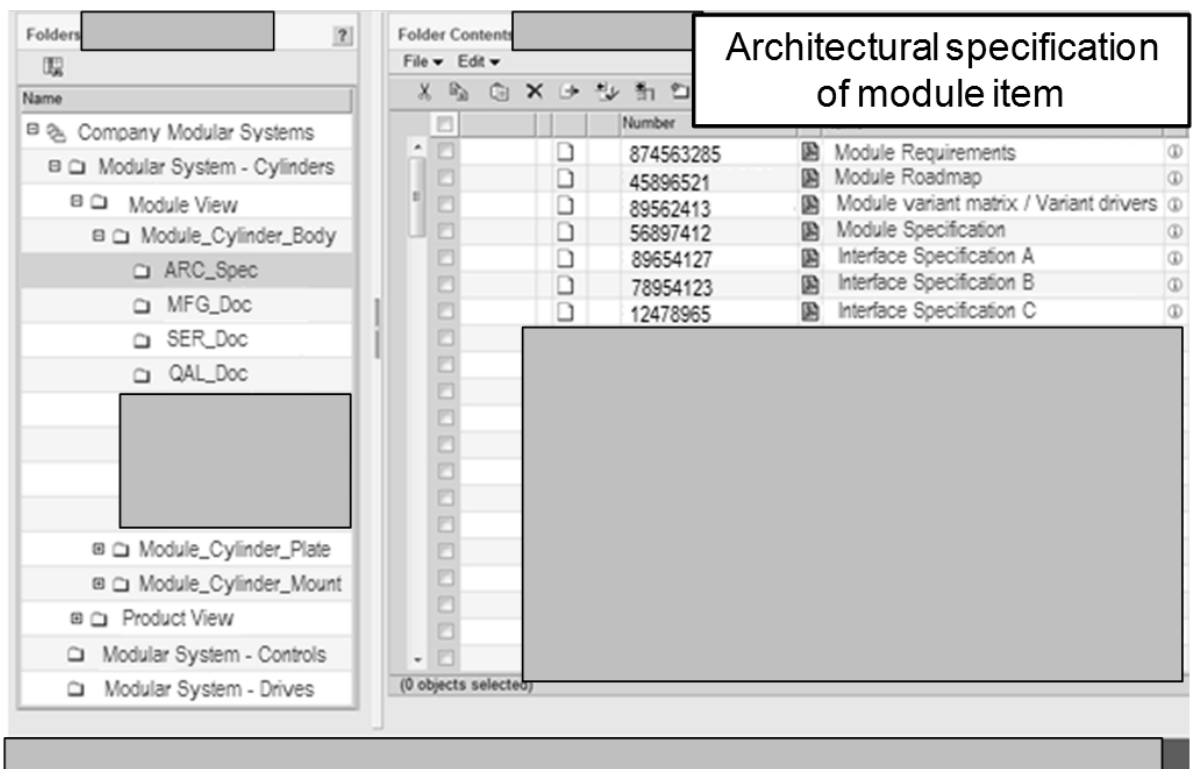 Folders
?
Name
Company Modular Systems
Modular System - Cylinders
Module View
Module_Cylinder_Body
ARC_Spec
MFG_Doc
SER_Doc
QAL_Doc
Module_Cylinder_Plate
Module_Cylinder_Mount
Product View
Modular System - Controls
Modular System - Drives
Folder Contents
File Edit
Architectural specification
of module item
Number
874563285 Module Requirements
45896521 Module Roadmap
89562413 Module variant matrix / Variant drivers
56897412 Module Specification
89654127 Interface Specification A
78954123 Interface Specification B
12478965 Interface Specification C
(0 objects selected)